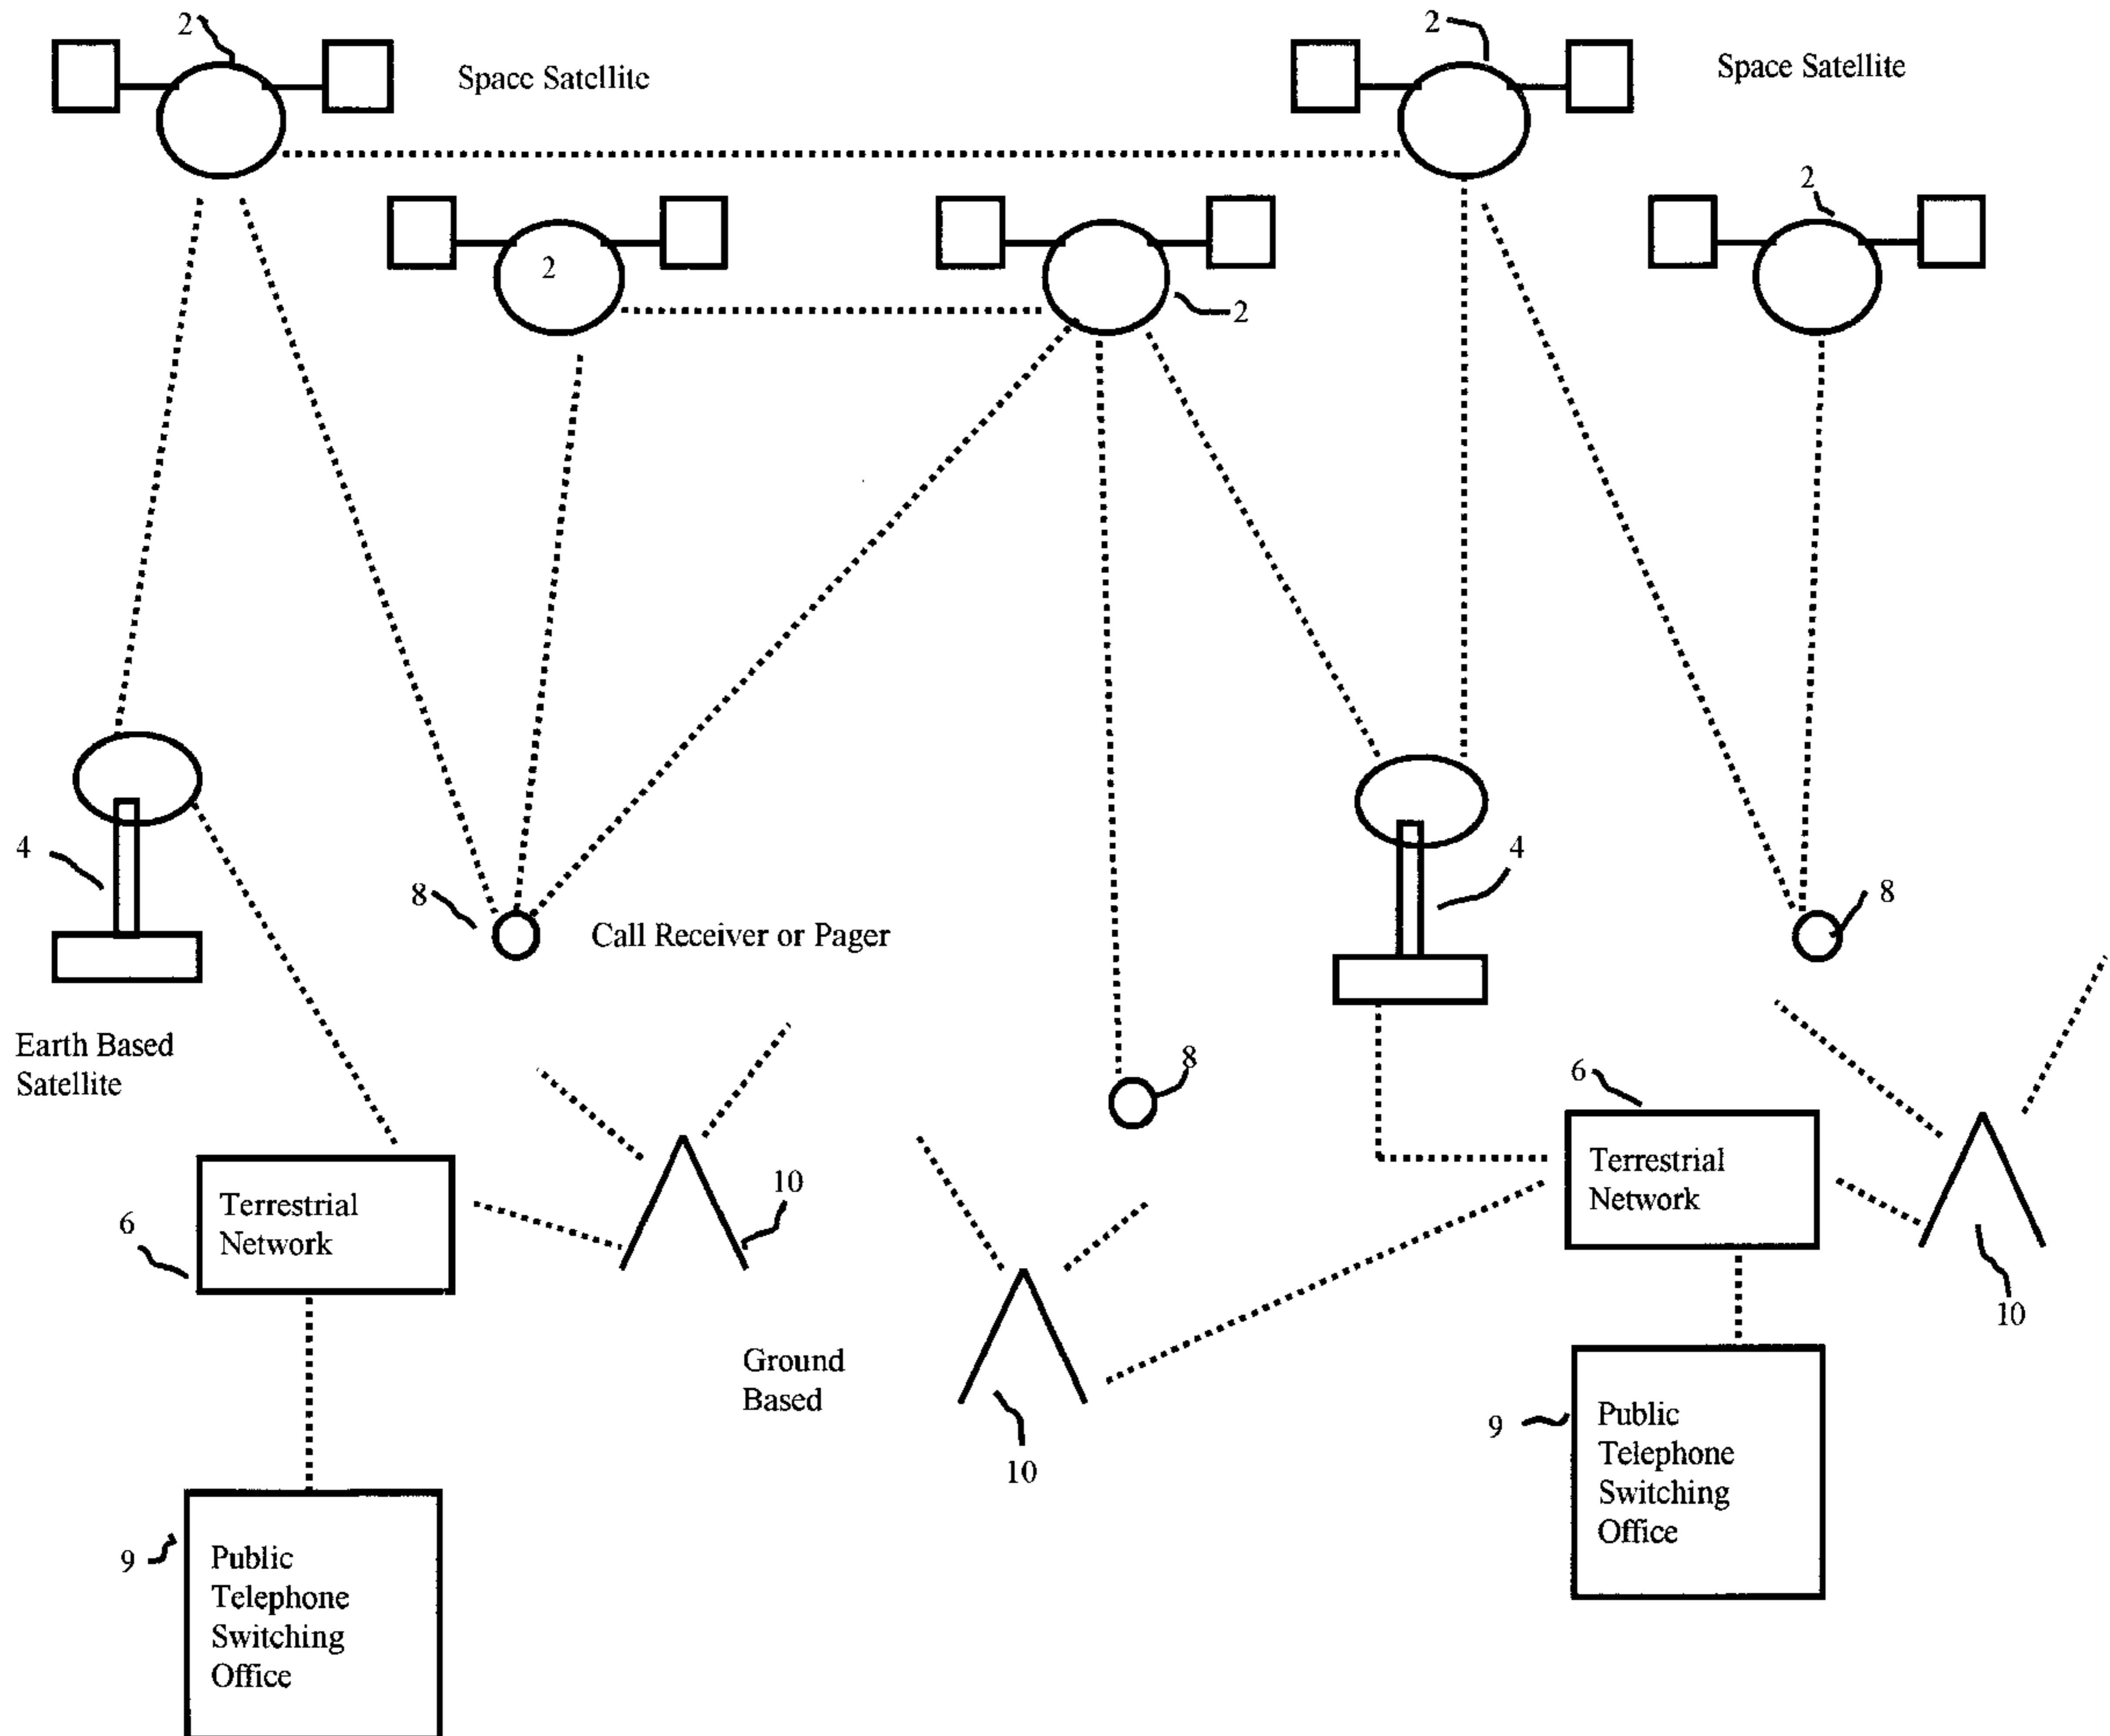 2
2
Space Satellite
Space Satellite
2
2
2
4
4
8
Call Receiver or Pager
8
Earth Based
Satellite
8
6
Terrestrial
Network
10
6
Terrestrial
Network
10
Ground
Based
10
9
Public
Telephone
Switching
Office
9
Public
Telephone
Switching
Office